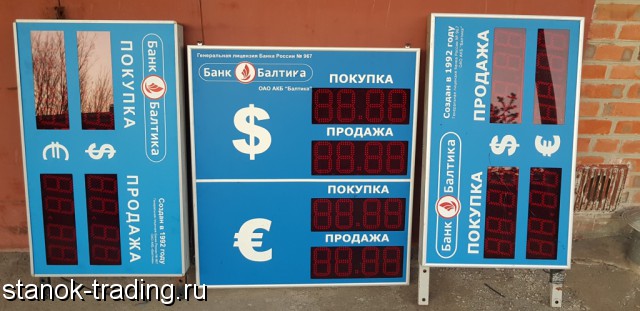 ПОКУПКА
Банк Балтика
€ $
ПРОДАЖА
Создан в 1992 году
Генеральная лицензия Банка России № 967
Банк Балтика
ОАО АКБ "Балтика"
ПОКУПКА
88.88
$
ПРОДАЖА
88.88
ПОКУПКА
88.88
€
ПРОДАЖА
88.88
Банк Балтика
Создан в 1992 году
ПРОДАЖА
$ €
ПОКУПКА
stanok-trading.ru